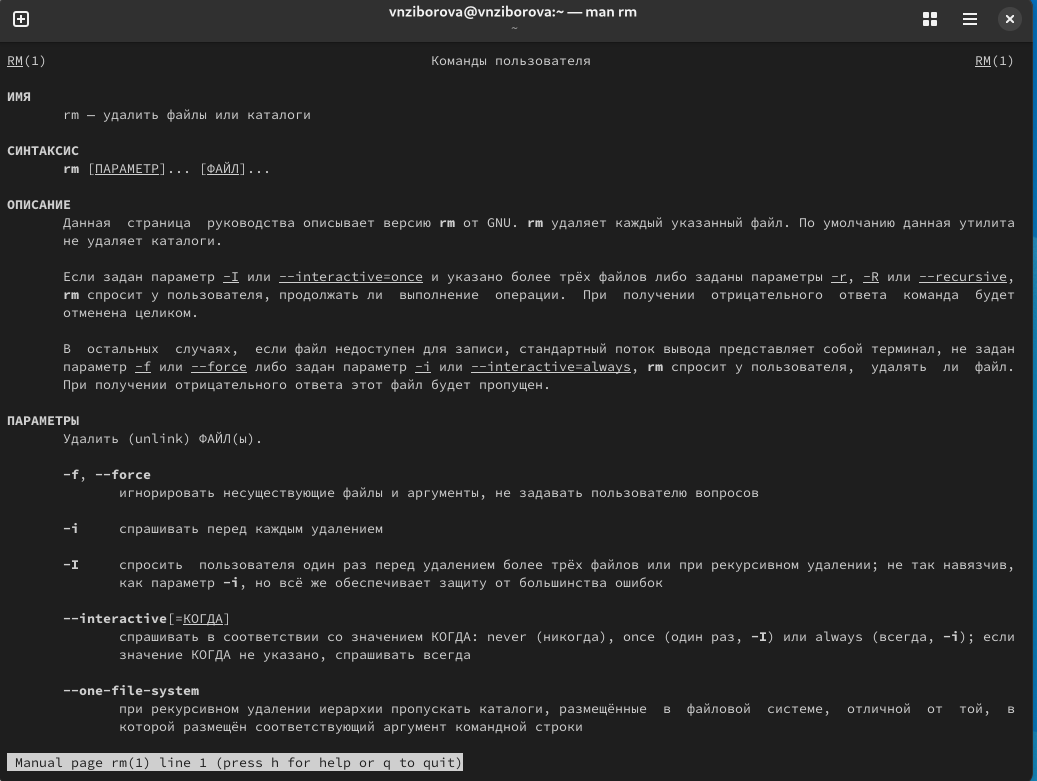 vnziborova@vnziborova:~ — man rm
~
RM(1) Команды пользователя RM(1)
ИМЯ
rm — удалить файлы или каталоги
СИНТАКСИС
rm [ПАРАМЕТР]... [ФАЙЛ]...
ОПИСАНИЕ
Данная страница руководства описывает версию rm от GNU. rm удаляет каждый указанный файл. По умолчанию данная утилита
не удаляет каталоги.
Если задан параметр -I или --interactive=once и указано более трёх файлов либо заданы параметры -r, -R или --recursive,
rm спросит у пользователя, продолжать ли выполнение операции. При получении отрицательного ответа команда будет
отменена целиком.
В остальных случаях, если файл недоступен для записи, стандартный поток вывода представляет собой терминал, не задан
параметр -f или --force либо задан параметр -i или --interactive=always, rm спросит у пользователя, удалять ли файл.
При получении отрицательного ответа этот файл будет пропущен.
ПАРАМЕТРЫ
Удалить (unlink) ФАЙЛ(ы).
-f, --force
игнорировать несуществующие файлы и аргументы, не задавать пользователю вопросов
-i спрашивать перед каждым удалением
-I спросить пользователя один раз перед удалением более трёх файлов или при рекурсивном удалении; не так навязчив,
как параметр -i, но всё же обеспечивает защиту от большинства ошибок
--interactive[=КОГДА]
спрашивать в соответствии со значением КОГДА: never (никогда), once (один раз, -I) или always (всегда, -i); если
значение КОГДА не указано, спрашивать всегда
--one-file-system
при рекурсивном удалении иерархии пропускать каталоги, размещённые в файловой системе, отличной от той, в
которой размещён соответствующий аргумент командной строки
Manual page rm(1) line 1 (press h for help or q to quit)